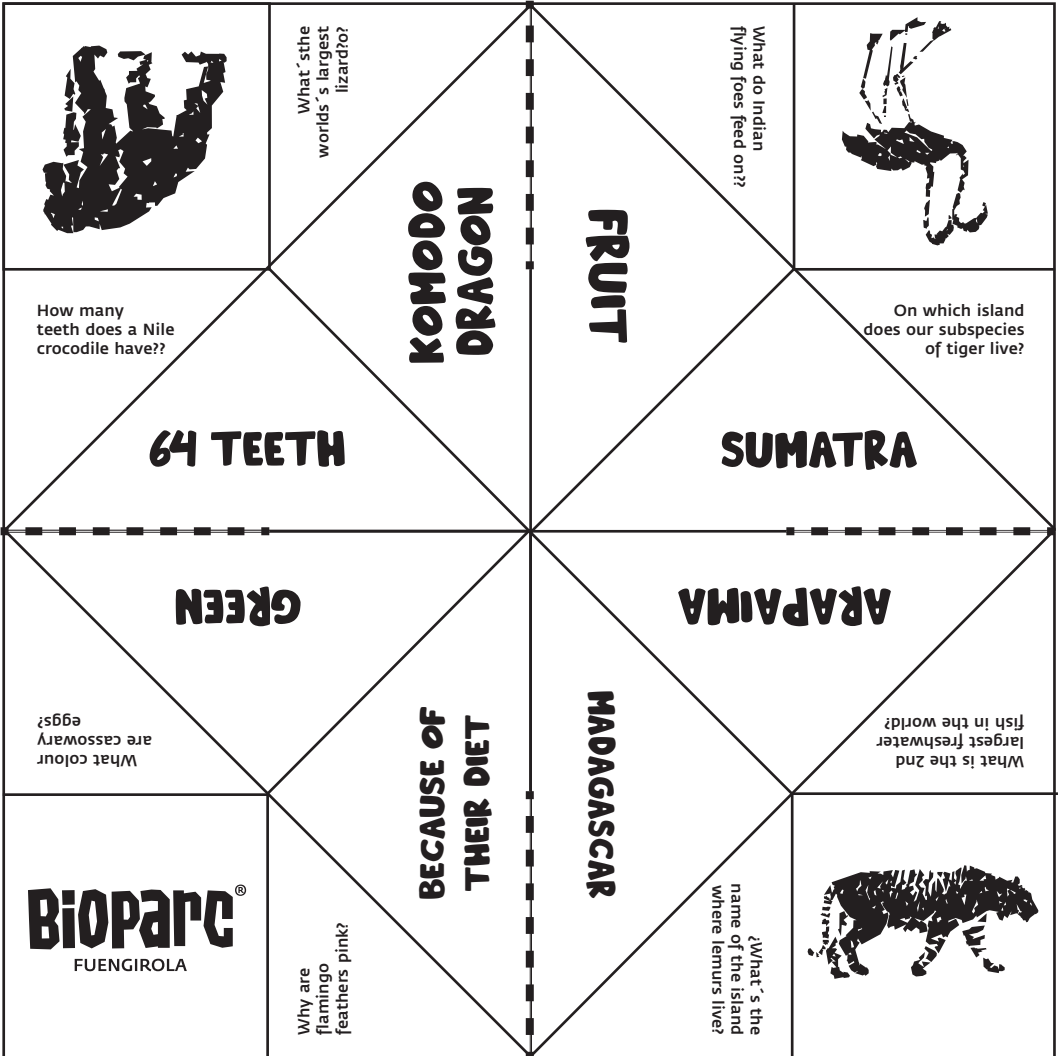 What´sthe
worlds´s largest
lizard?o?
What do Indian
flying foes feed on??
KOMODO
DRAGON
FRUIT
How many
teeth does a Nile
crocodile have??
On which island
does our subspecies
of tiger live?
64 TEETH
SUMATRA
GREEN
ARAPAIMA
What colour
are cassowary
eggs?
What is the 2nd
largest freshwater
fish in the world?
BECAUSE OF
THEIR DIET
MADAGASCAR
BIOPARC®
FUENGIROLA
Why are
flamingo
feathers pink?
¿What´s the
name of the island
where lemurs live?